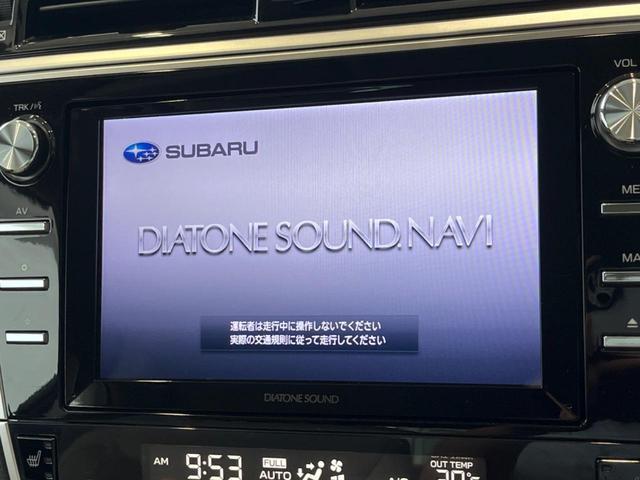 TRK/
VOL
SUBARU
DIATONE SOUND. NAVI
AV
運転者は走行中に操作しないでください
実際の交通規則に従って走行してください
DIATONE SOUND
AM 9:53 FULL AUTO
OUT TEMP